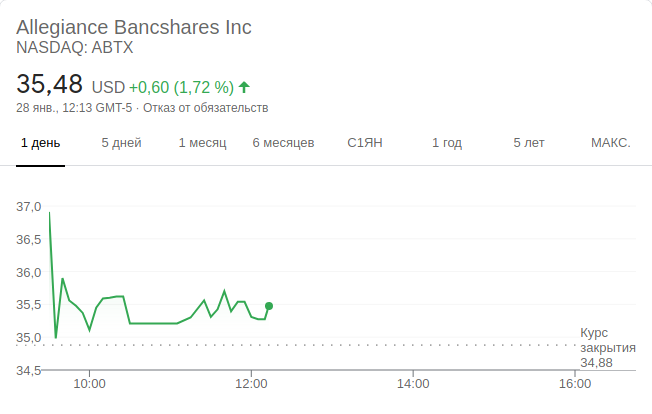 Allegiance Bancshares Inc
NASDAQ: ABTX
35,48 USD +0,60 (1,72 %)
28 янв., 12:13 GMT-5 · Отказ от обязательств
1 день 5 дней 1 месяц 6 месяцев С1ЯН 1 год 5 лет МАКС.
37,0
36,5
36,0
35,5
35,0
34,5
Курс
закрытия
34,88
10:00 12:00 14:00 16:00